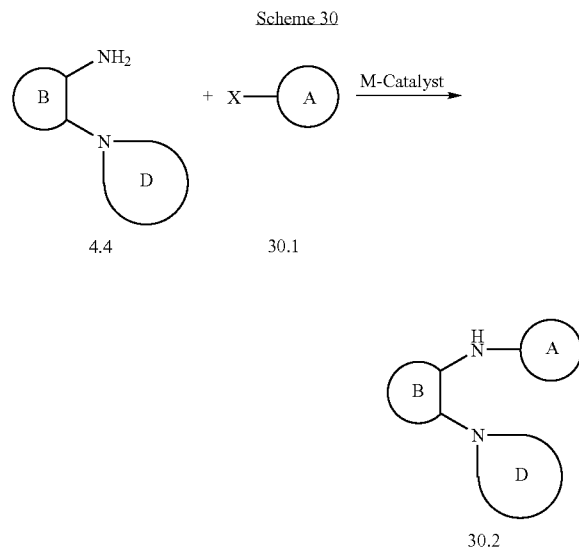 Scheme 30
NH2
B
+ X A M-Catalyst
N
D
4.4 30.1
H
N A
B
N
D
30.2